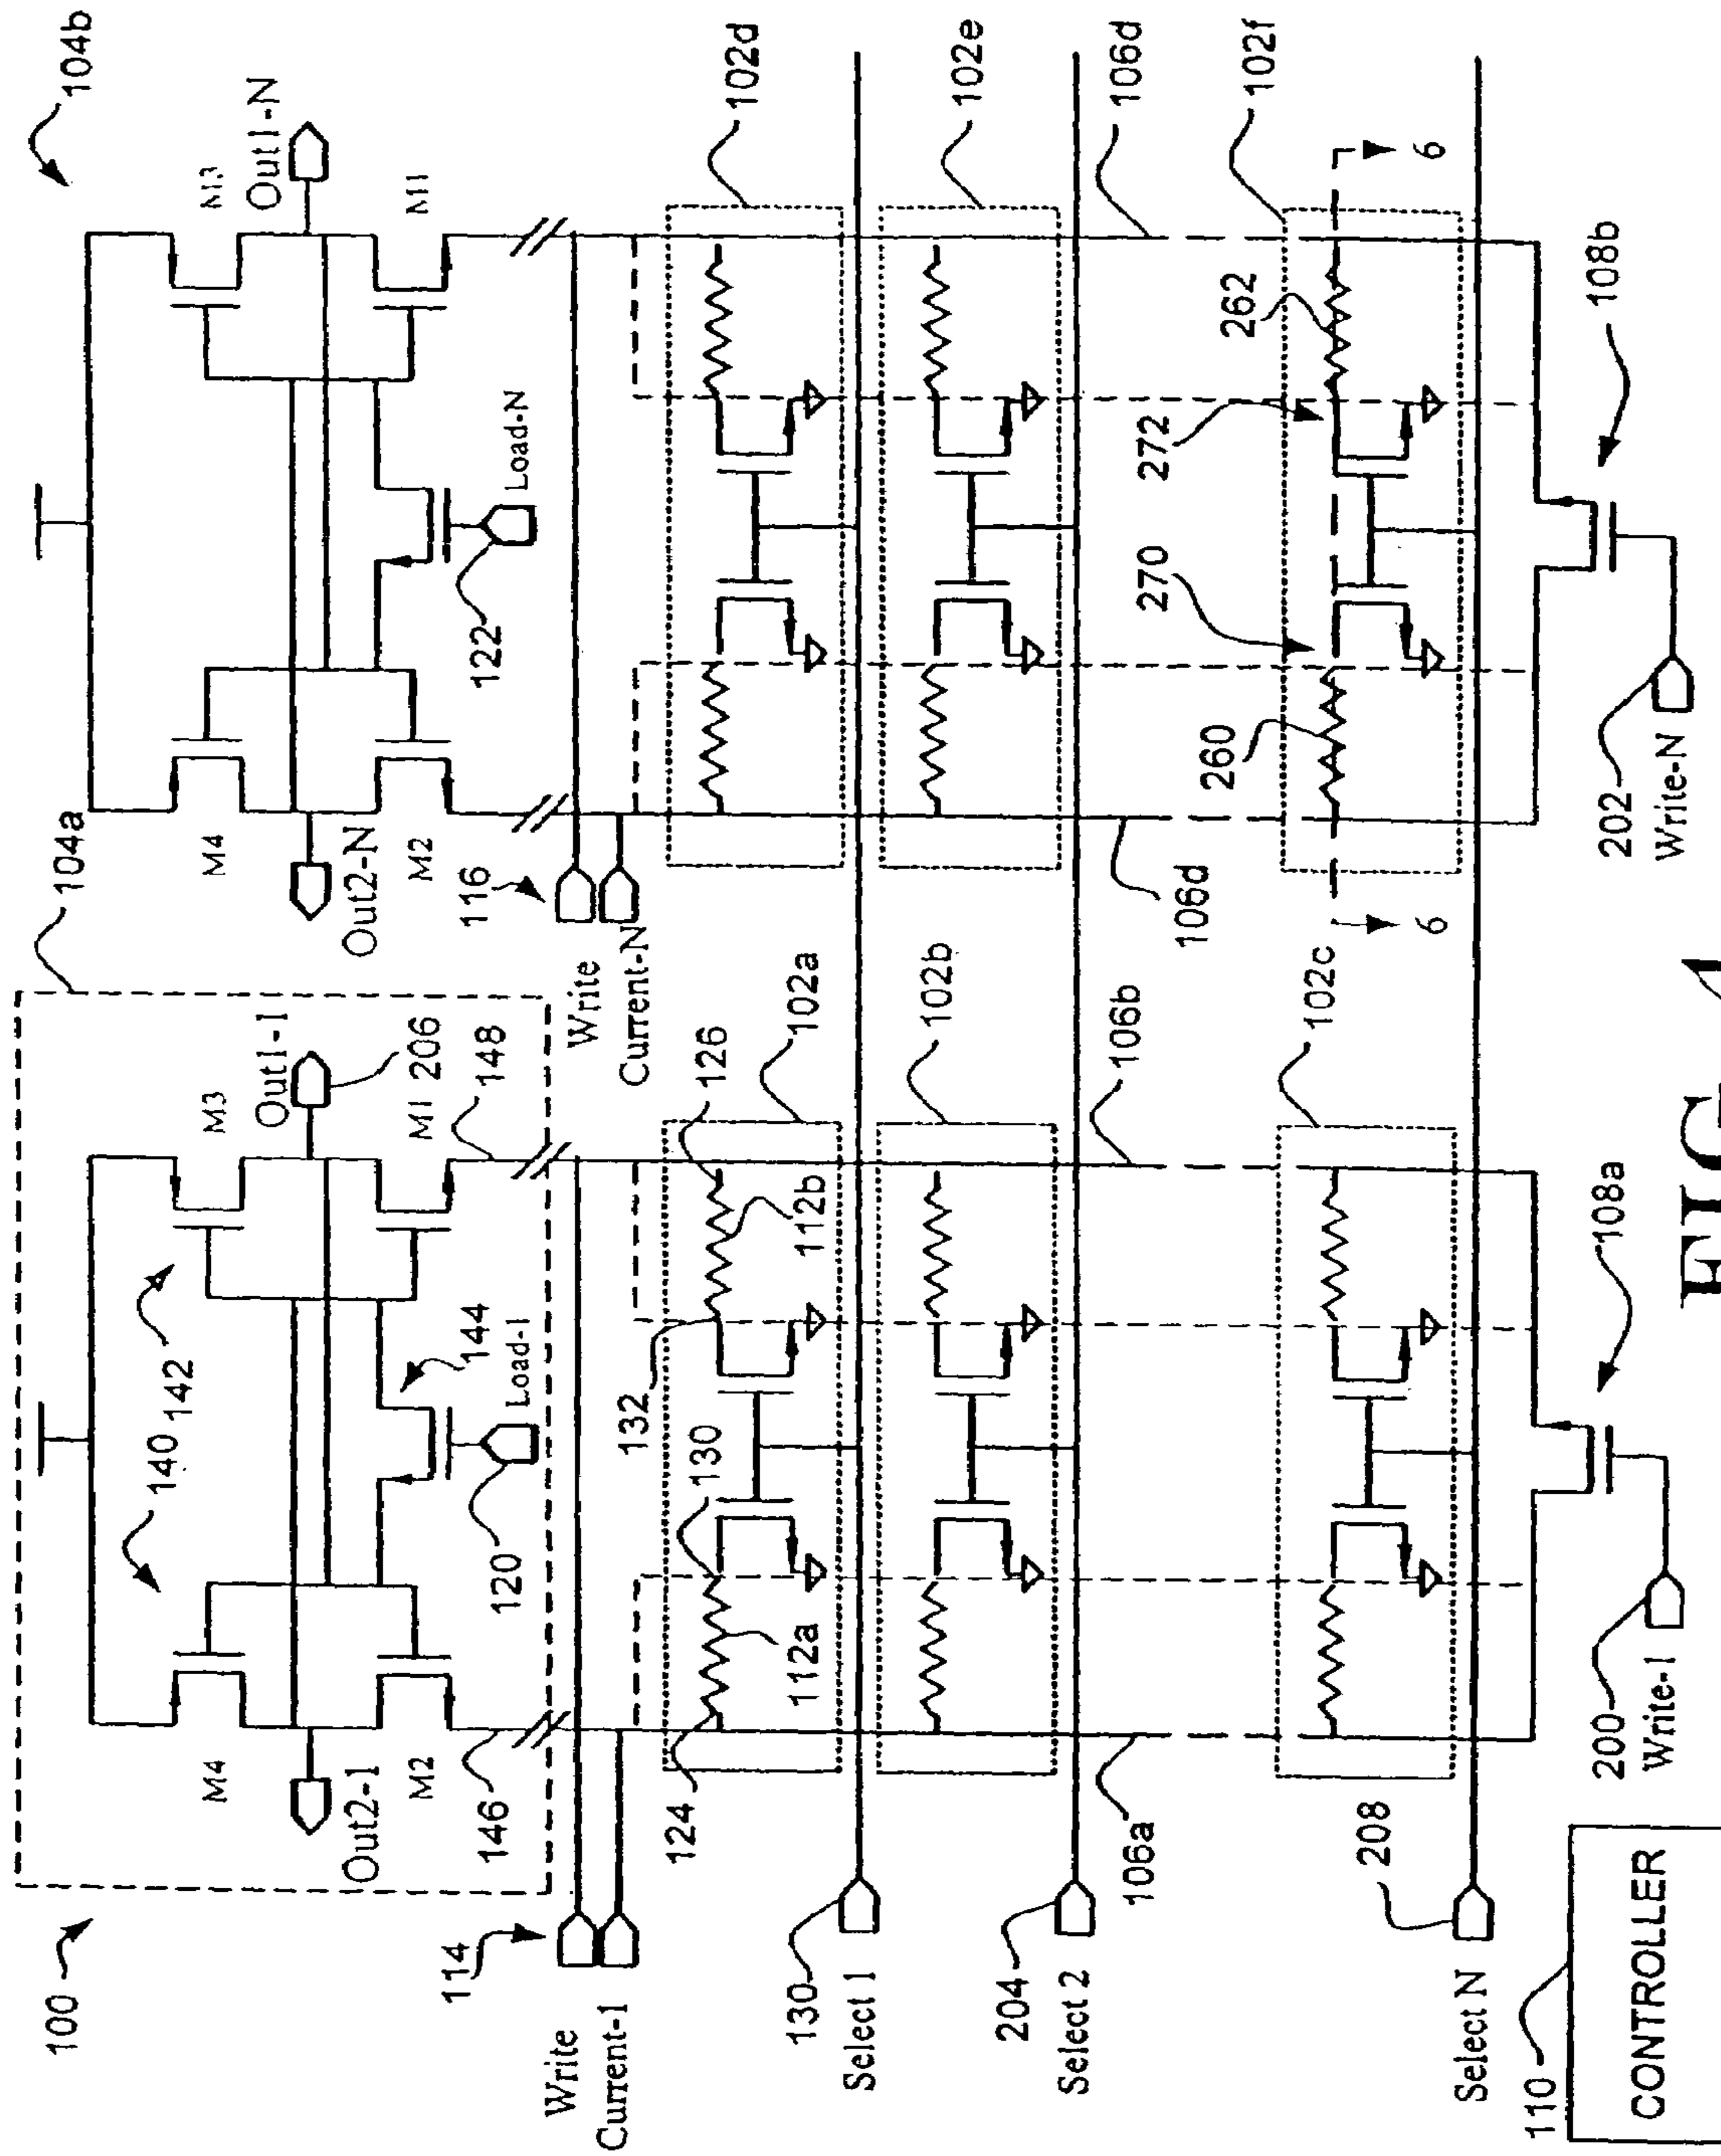 100
104a
104b
140
142
M4
M3
Out2-1
Out1-1
206
M2
M1
146
148
144
120
Load-1
M4
M3
Out2-N
Out1-N
M2
M1
122
Load-N
114
Write
Current-1
116
Write
Current-N
124
112a
130
132
112b
126
102a
102d
130
Select 1
102b
102e
204
Select 2
106a
106b
106d
106d
102c
102f
260
270
272
262
6
6
208
Select N
200
Write-1
108a
202
Write-N
108b
110
CONTROLLER